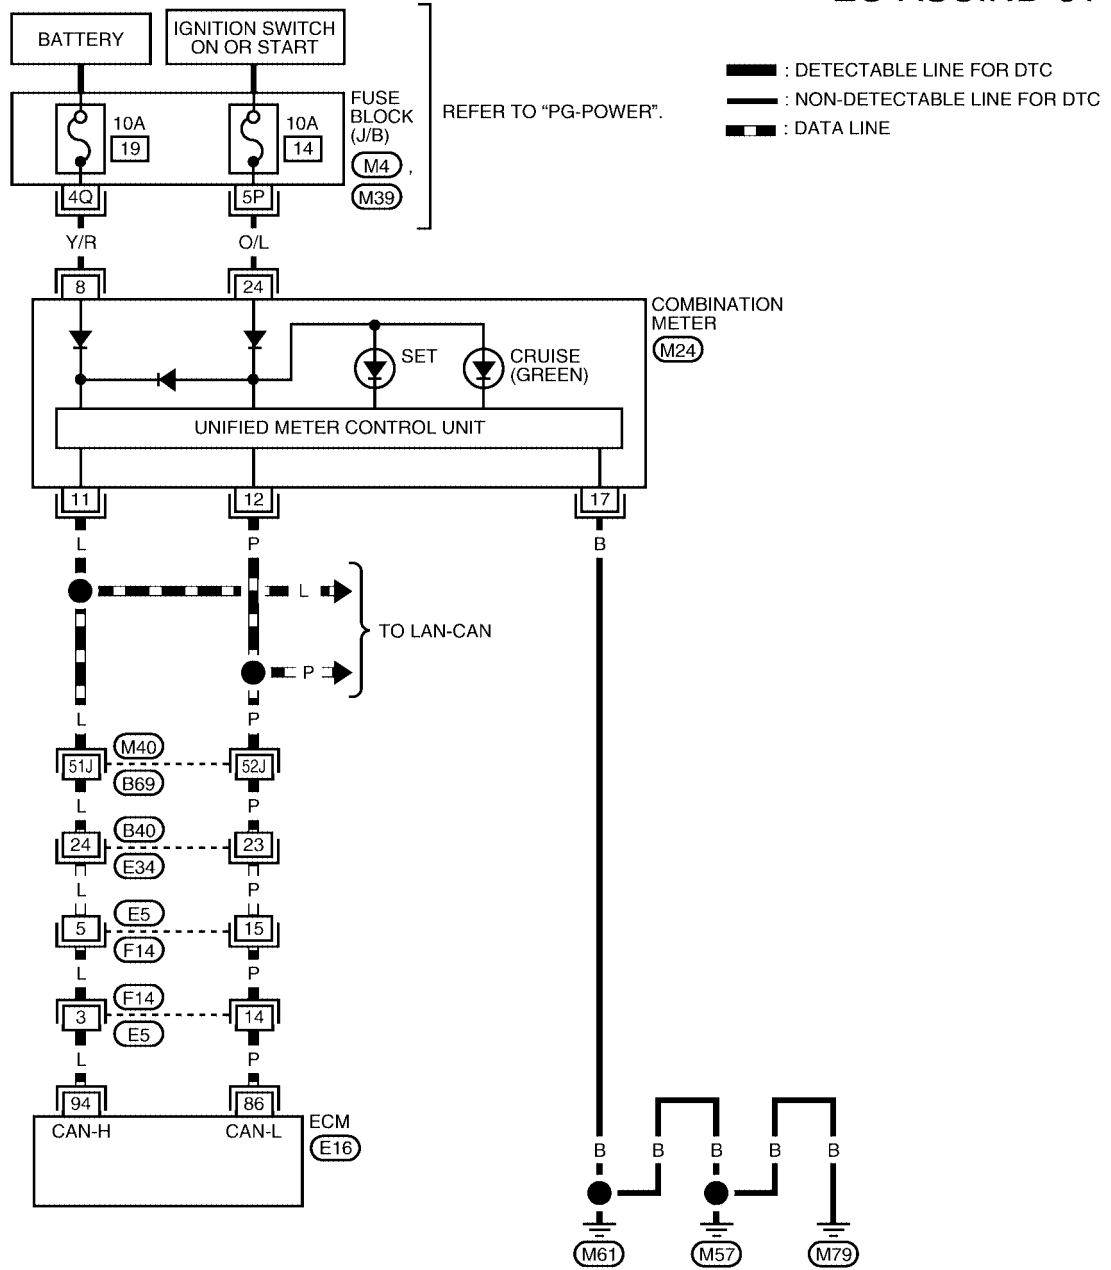 BATTERY
IGNITION SWITCH
ON OR START
: DETECTABLE LINE FOR DTC
: NON-DETECTABLE LINE FOR DTC
: DATA LINE
10A
19
10A
14
FUSE
BLOCK
(J/B)
M4 ,
M39
REFER TO “PG-POWER”.
4Q
5P
Y/R
O/L
8
24
COMBINATION
METER
M24
SET
CRUISE
(GREEN)
UNIFIED METER CONTROL UNIT
11
12
17
L
P
B
L
TO LAN-CAN
P
L
P
51J
M40
B69
52J
L
P
24
B40
E34
23
L
P
5
E5
F14
15
L
P
3
F14
E5
14
L
P
94
86
CAN-H
CAN-L
ECM
E16
B
B
B
B
B
M61
M57
M79